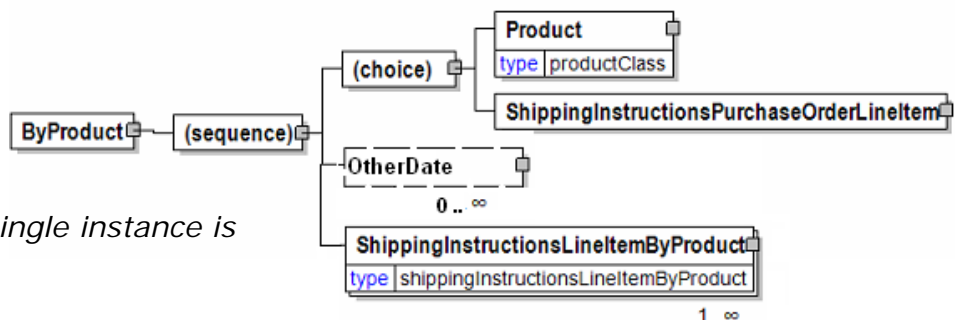 Product
type productClass
(choice)
ShippingInstructionsPurchaseOrderLineItem
ByProduct
(sequence)
OtherDate
0 .. ∞
ingle instance is
ShippingInstructionsLineItemByProduct
type shippingInstructionsLineItemByProduct
1 ∞